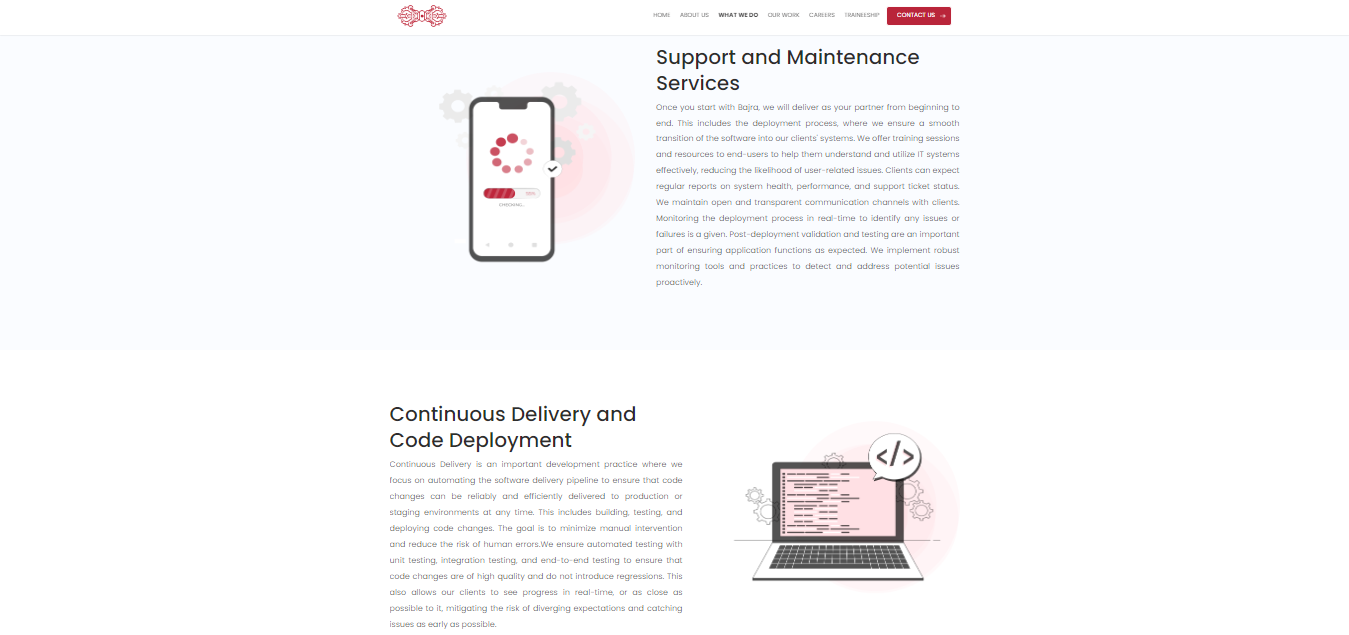 HOME ABOUT US WHAT WE DO OUR WORK CAREERS TRAINEESHIP CONTACT US
Support and Maintenance
Services
Once you start with Bajra, we will deliver as your partner from beginning to
end. This includes the deployment process, where we ensure a smooth
transition of the software into our clients' systems. We offer training sessions
and resources to end-users to help them understand and utilize IT systems
effectively, reducing the likelihood of user-related issues. Clients can expect
regular reports on system health, performance, and support ticket status.
We maintain open and transparent communication channels with clients.
Monitoring the deployment process in real-time to identify any issues or
failures is a given. Post-deployment validation and testing are an important
part of ensuring application functions as expected. We implement robust
monitoring tools and practices to detect and address potential issues
proactively.
Continuous Delivery and
Code Deployment
Continuous Delivery is an important development practice where we
focus on automating the software delivery pipeline to ensure that code
changes can be reliably and efficiently delivered to production or
staging environments at any time. This includes building, testing, and
deploying code changes. The goal is to minimize manual intervention
and reduce the risk of human errors.We ensure automated testing with
unit testing, integration testing, and end-to-end testing to ensure that
code changes are of high quality and do not introduce regressions. This
also allows our clients to see progress in real-time, or as close as
possible to it, mitigating the risk of diverging expectations and catching
issues as early as possible.
</>